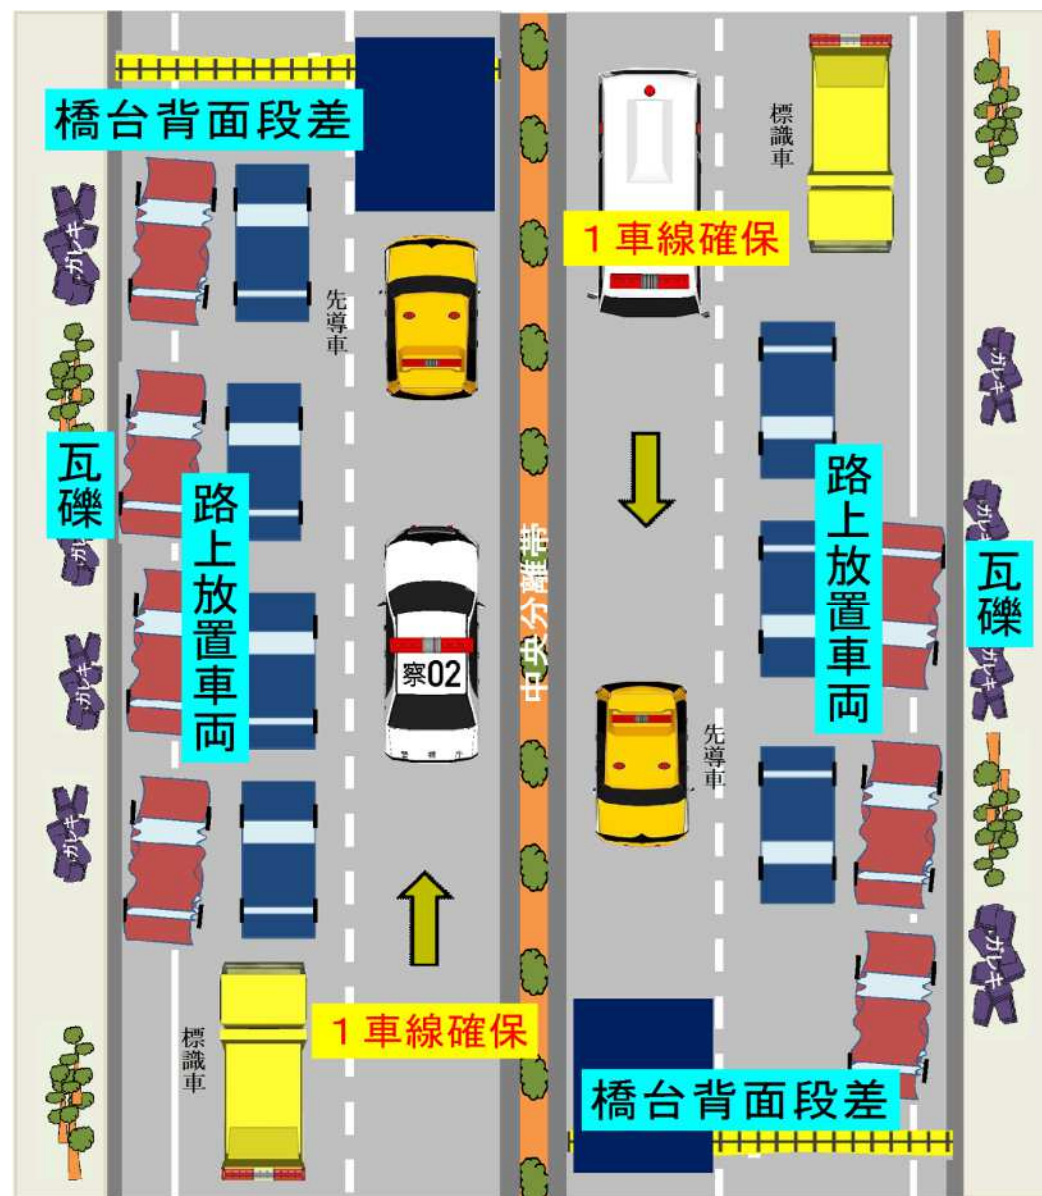 橋台背面段差
標識車
１車線確保
ガレキ
先導車
ガレキ
瓦礫
路上放置車両
ガレキ
中央分離帯
察02
警視庁
ガレキ
ガレキ
路上放置車両
瓦礫
ガレキ
先導車
ガレキ
ガレキ
標識車
１車線確保
橋台背面段差